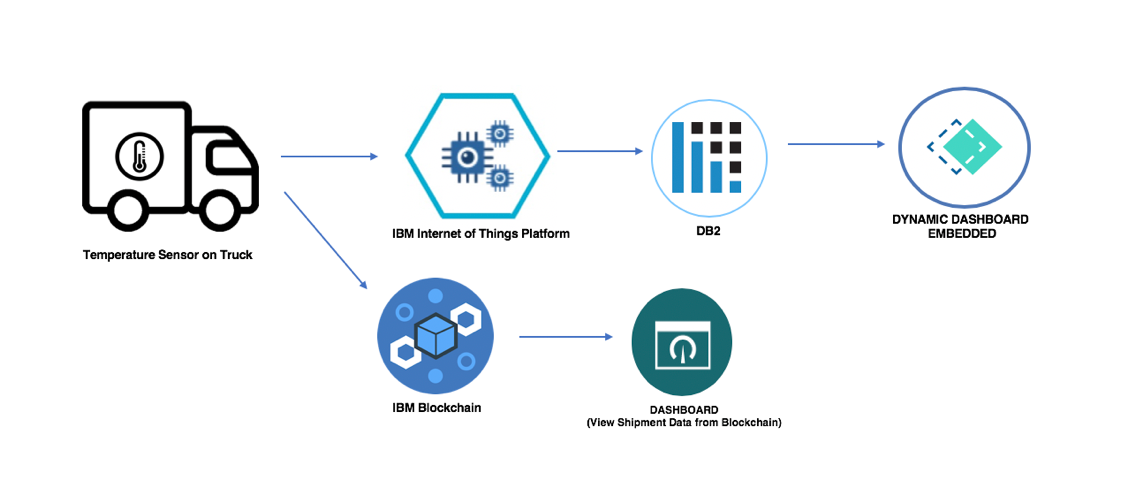 Temperature Sensor on Truck
IBM Internet of Things Platform
DB2
DYNAMIC DASHBOARD
EMBEDDED
IBM Blockchain
DASHBOARD
(View Shipment Data from Blockchain)